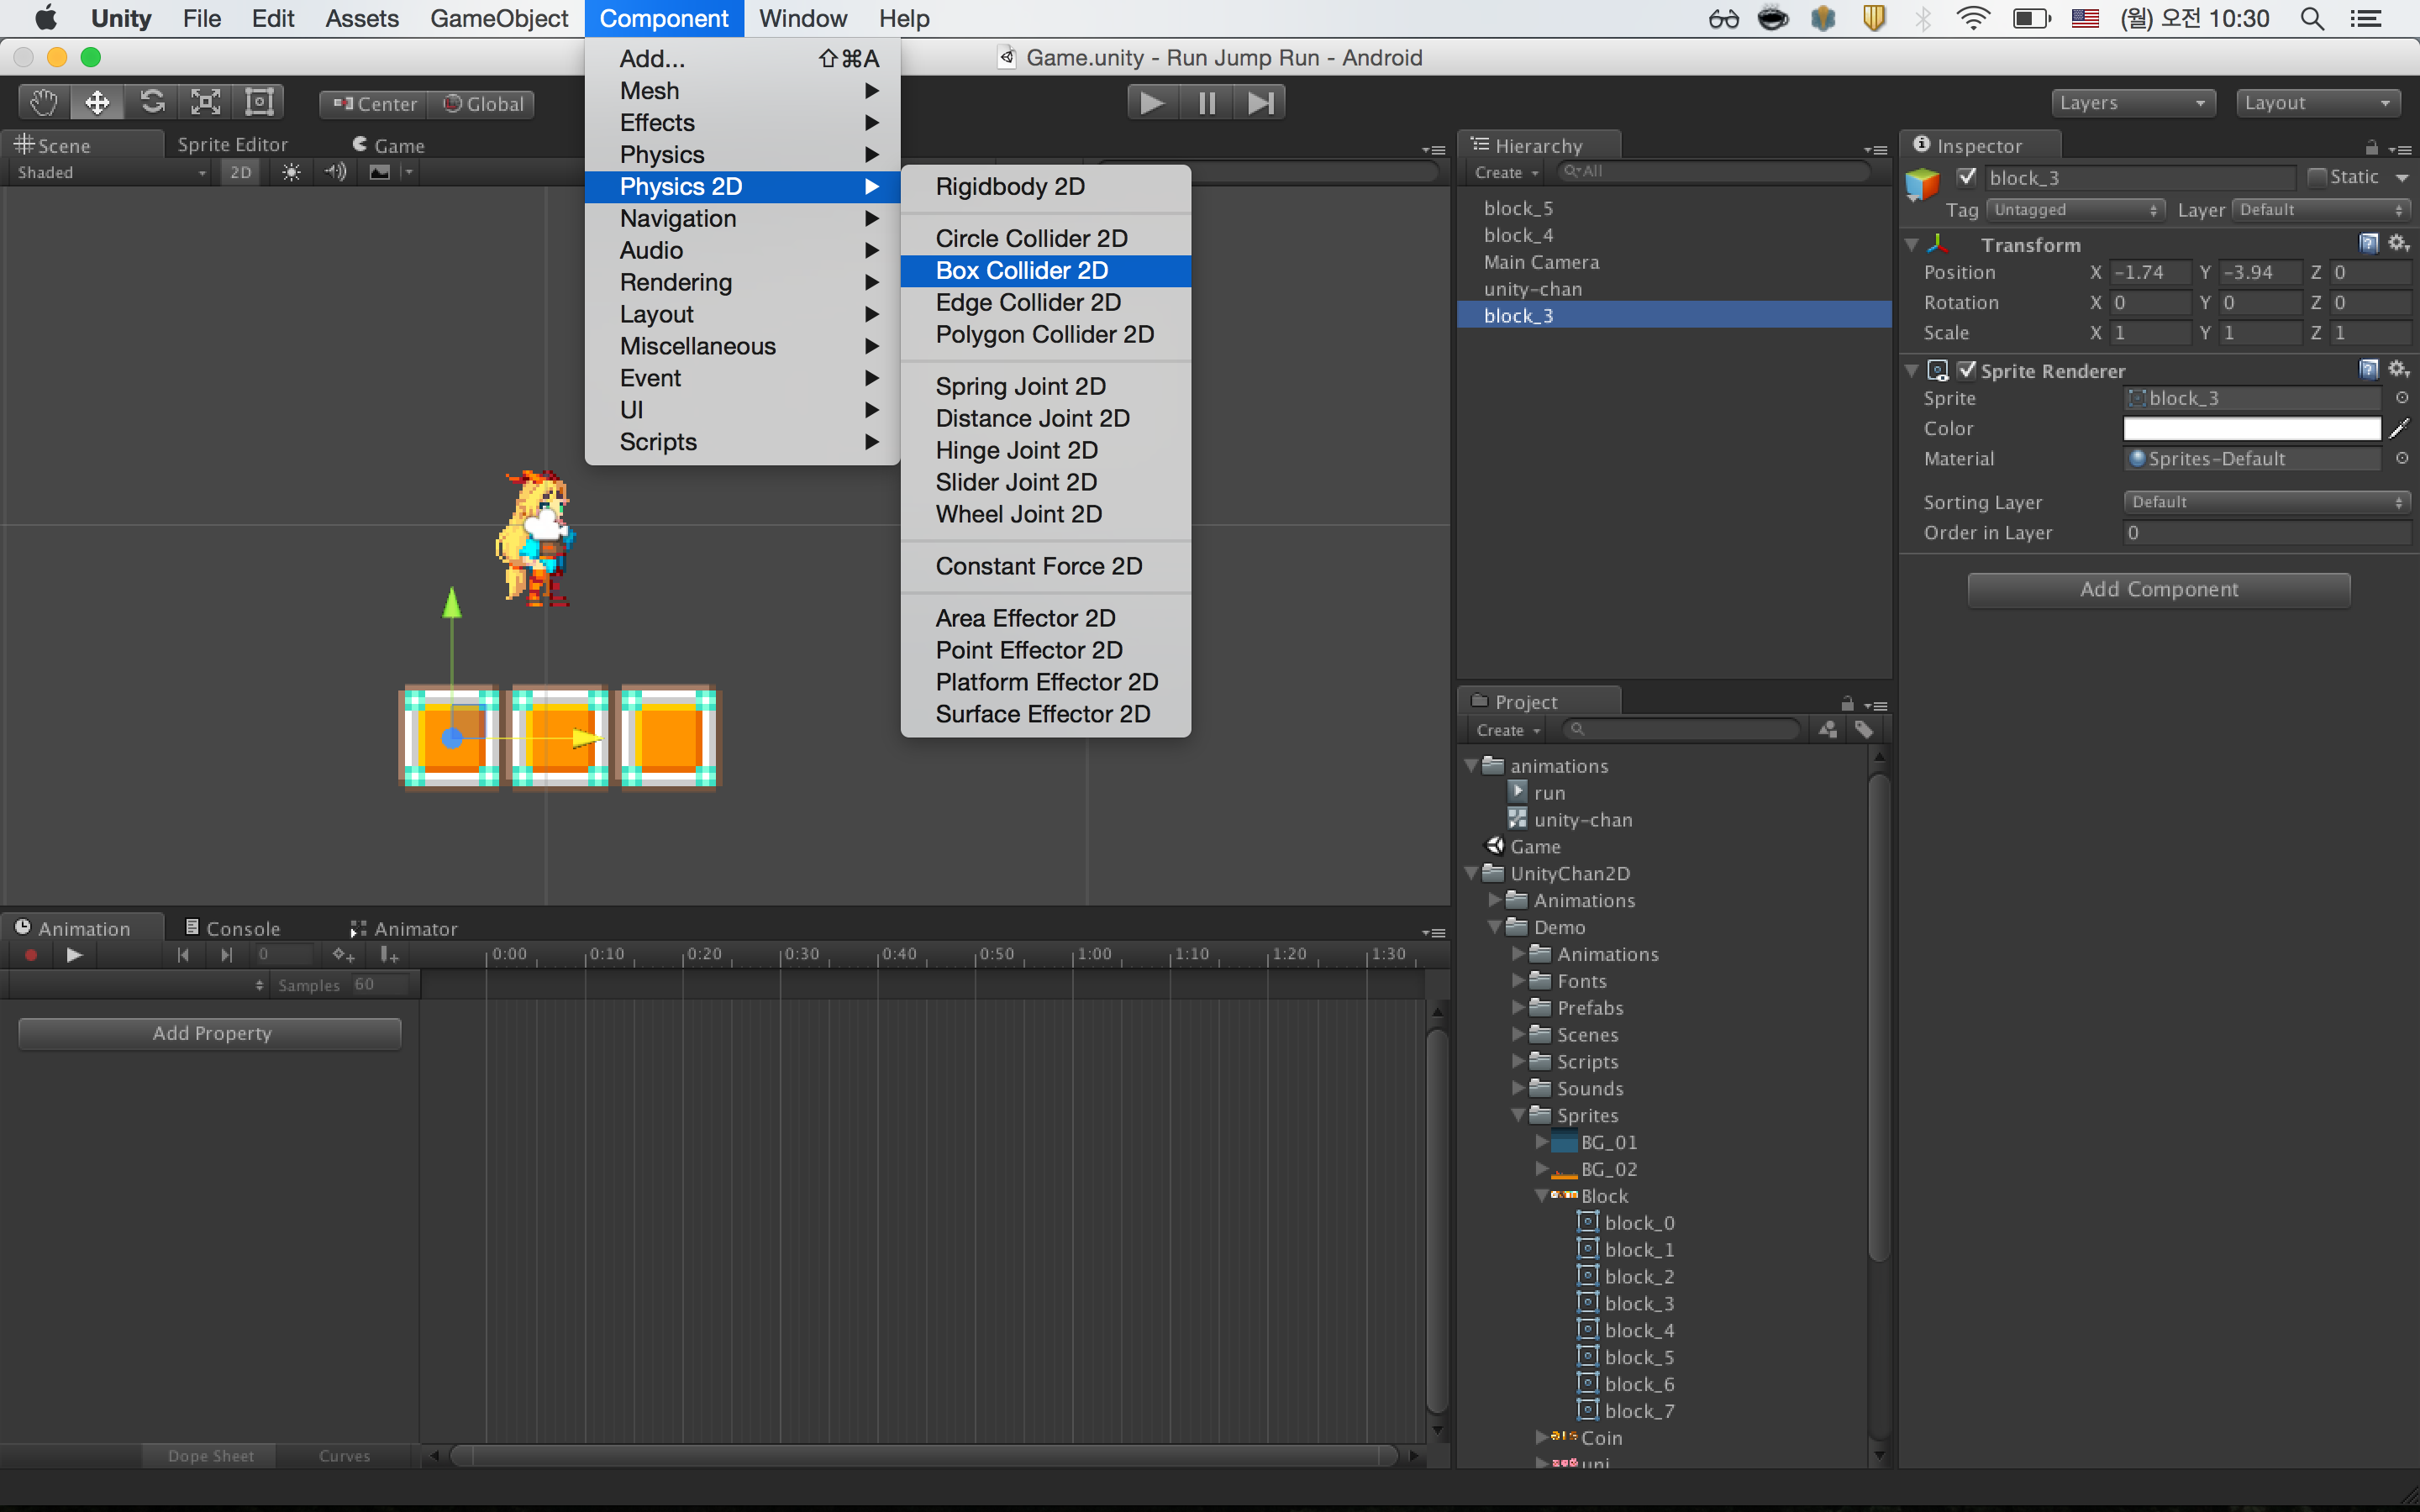 Unity File Edit Assets GameObject Component Window Help (월) 오전 10:30
Game.unity - Run Jump Run - Android
Center Global
Layers Layout
Scene Sprite Editor Game
Shaded 2D
Add... ⇧⌘A
Mesh
Effects
Physics
Physics 2D
Navigation
Audio
Rendering
Layout
Miscellaneous
Event
UI
Scripts
Rigidbody 2D
Circle Collider 2D
Box Collider 2D
Edge Collider 2D
Polygon Collider 2D
Spring Joint 2D
Distance Joint 2D
Hinge Joint 2D
Slider Joint 2D
Wheel Joint 2D
Constant Force 2D
Area Effector 2D
Point Effector 2D
Platform Effector 2D
Surface Effector 2D
Hierarchy
Create All
block_5
block_4
Main Camera
unity-chan
block_3
Inspector
block_3 Static
Tag Untagged Layer Default
Transform
Position X -1.74 Y -3.94 Z 0
Rotation X 0 Y 0 Z 0
Scale X 1 Y 1 Z 1
Sprite Renderer
Sprite block_3
Color
Material Sprites-Default
Sorting Layer Default
Order in Layer 0
Add Component
Project
Create
animations
run
unity-chan
Game
UnityChan2D
Animations
Demo
Animations
Fonts
Prefabs
Scenes
Scripts
Sounds
Sprites
BG_01
BG_02
Block
block_0
block_1
block_2
block_3
block_4
block_5
block_6
block_7
Coin
uni
Animation Console Animator
0 0:00 0:10 0:20 0:30 0:40 0:50 1:00 1:10 1:20 1:30
Samples 60
Add Property
Dope Sheet Curves